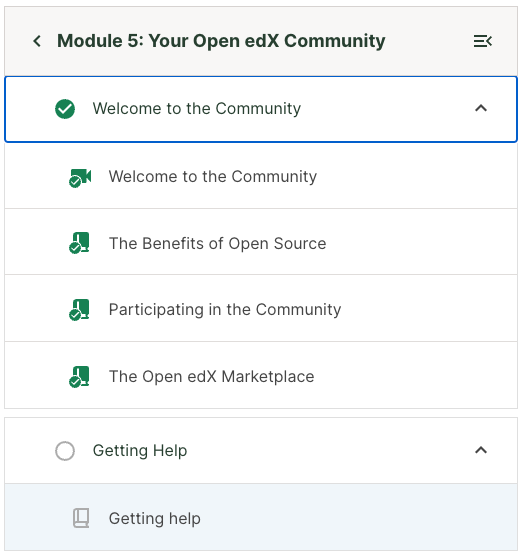 Module 5: Your Open edX Community
Welcome to the Community
Welcome to the Community
The Benefits of Open Source
Participating in the Community
The Open edX Marketplace
Getting Help
Getting help